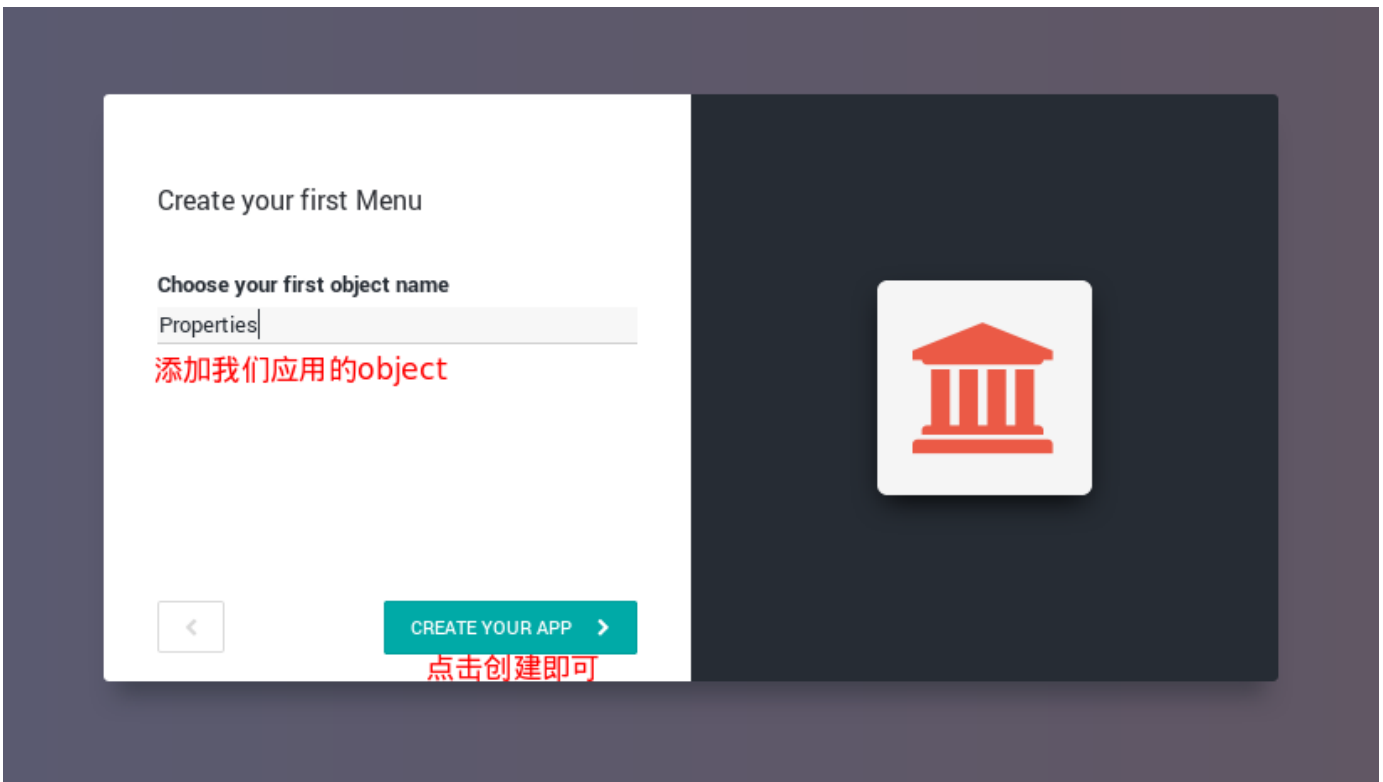 Create your first Menu
Choose your first object name
Properties
添加我们应用的object
CREATE YOUR APP
点击创建即可